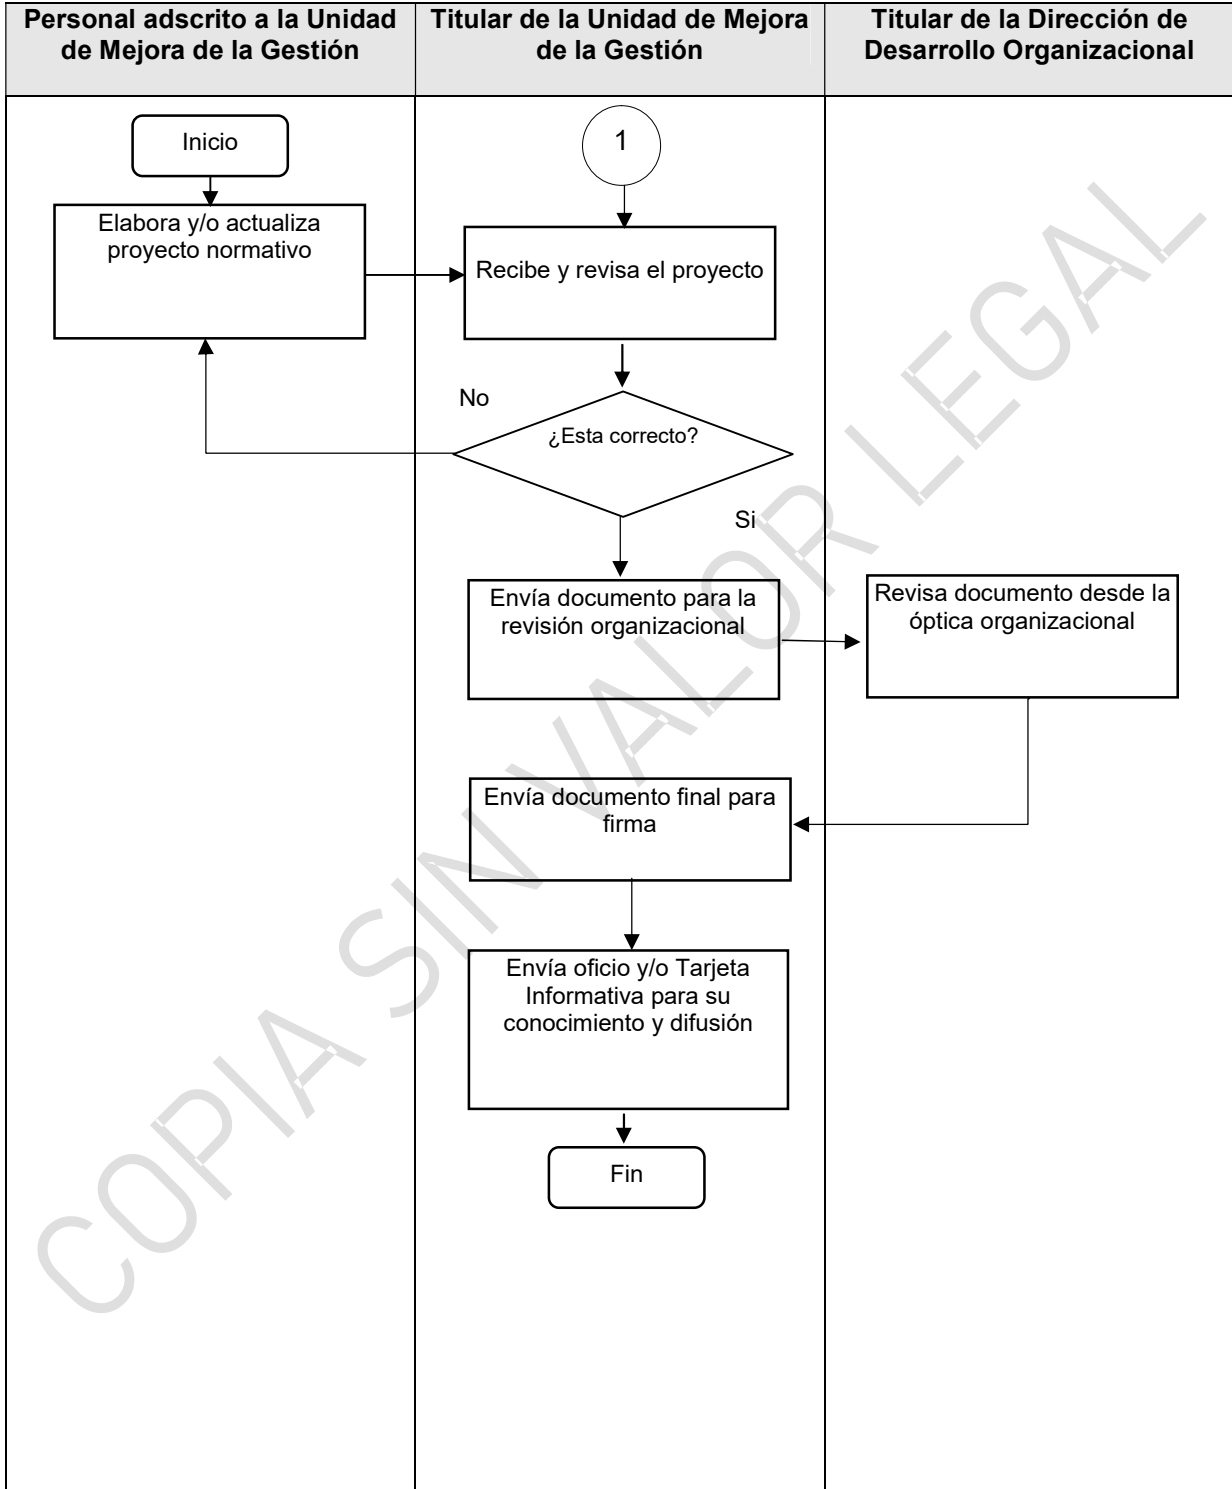 Personal adscrito a la Unidad
de Mejora de la Gestión
Titular de la Unidad de Mejora
de la Gestión
Titular de la Dirección de
Desarrollo Organizacional
Inicio
1
Elabora y/o actualiza
proyecto normativo
Recibe y revisa el proyecto
No
¿Esta correcto?
Si
Envía documento para la
revisión organizacional
Revisa documento desde la
óptica organizacional
Envía documento final para
firma
Envía oficio y/o Tarjeta
Informativa para su
conocimiento y difusión
Fin
COPIA SIN VALOR LEGAL